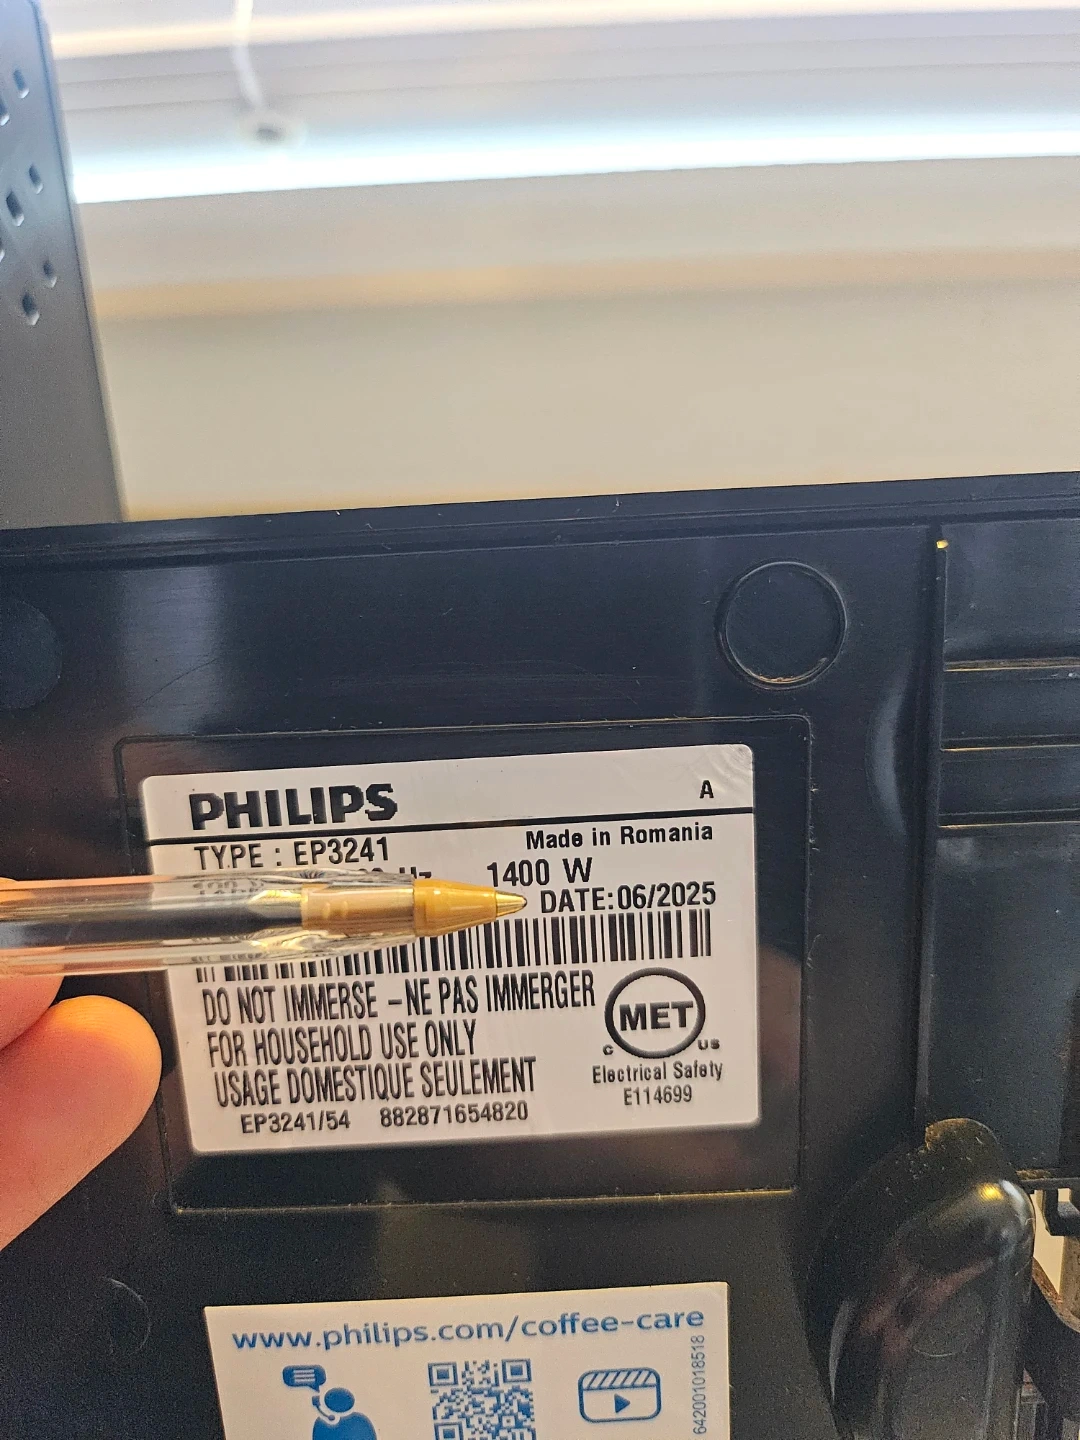 PHILIPS
A
TYPE : EP3241
Made in Romania
Hz 1400 W
DATE:06/2025
DO NOT IMMERSE –NE PAS IMMERGER
FOR HOUSEHOLD USE ONLY
USAGE DOMESTIQUE SEULEMENT
EP3241/54 882871654820
MET
C US
Electrical Safety
E114699
www.philips.com/coffee-care
642001018518